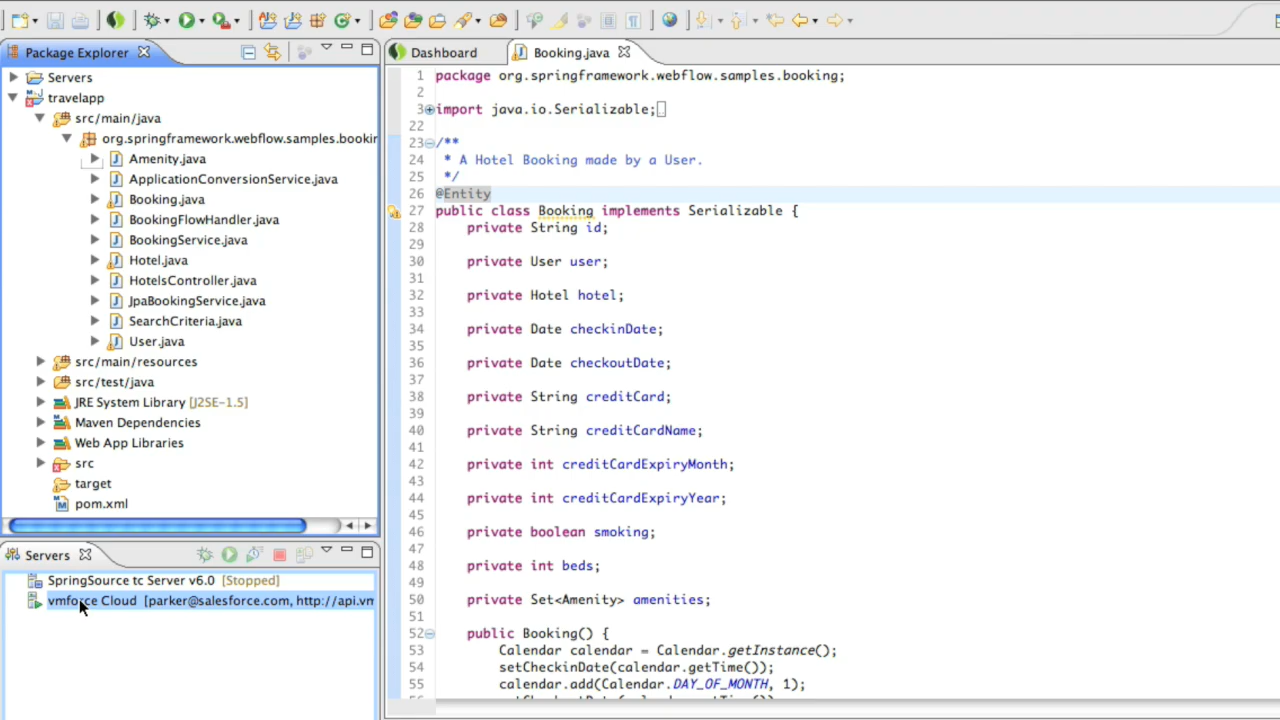 Package Explorer
Servers
travelapp
src/main/java
org.springframework.webflow.samples.bookin
Amenity.java
ApplicationConversionService.java
Booking.java
BookingFlowHandler.java
BookingService.java
Hotel.java
HotelsController.java
JpaBookingService.java
SearchCriteria.java
User.java
src/main/resources
src/test/java
JRE System Library [J2SE-1.5]
Maven Dependencies
Web App Libraries
src
target
pom.xml
Servers
SpringSource tc Server v6.0 [Stopped]
vmforce Cloud [parker@salesforce.com, http://api.vm
Dashboard
Booking.java
1 package org.springframework.webflow.samples.booking;
2
3 import java.io.Serializable;
22
23 /**
24 * A Hotel Booking made by a User.
25 */
26 @Entity
27 public class Booking implements Serializable {
28 private String id;
29
30 private User user;
31
32 private Hotel hotel;
33
34 private Date checkinDate;
35
36 private Date checkoutDate;
37
38 private String creditCard;
39
40 private String creditCardName;
41
42 private int creditCardExpiryMonth;
43
44 private int creditCardExpiryYear;
45
46 private boolean smoking;
47
48 private int beds;
49
50 private Set<Amenity> amenities;
51
52 public Booking() {
53 Calendar calendar = Calendar.getInstance();
54 setCheckinDate(calendar.getTime());
55 calendar.add(Calendar.DAY_OF_MONTH, 1);